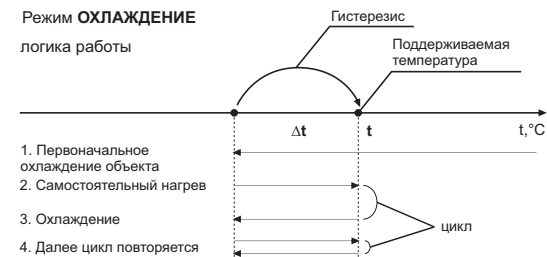 Режим ОХЛАЖДЕНИЕ
логика работы
Гистерезис
Поддерживаемая
температура
Δt
t
t,°C
1. Первоначальное
охлаждение объекта
2. Самостоятельный нагрев
3. Охлаждение
цикл
4. Далее цикл повторяется